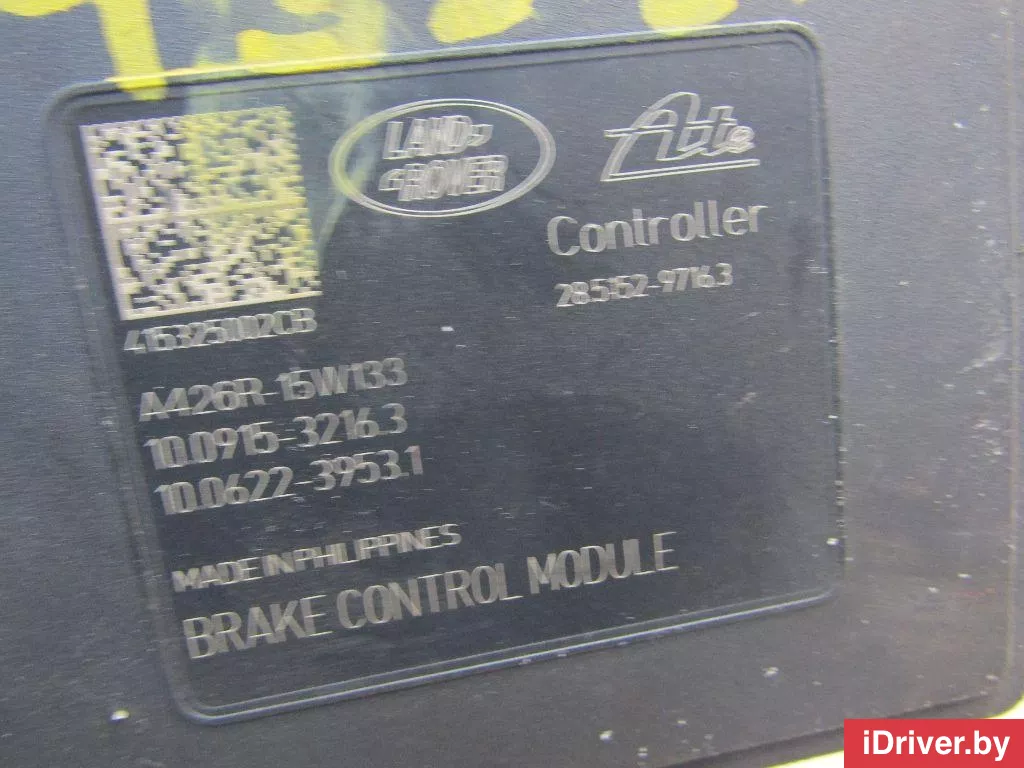 LAND
ROVER
Ate
Controller
28.5152-9716.3
415325102CB
A426R-15W133
10.0915-3216.3
10.0622-3953.1
MADE IN PHILIPPINES
BRAKE CONTROL MODULE
iDriver.by